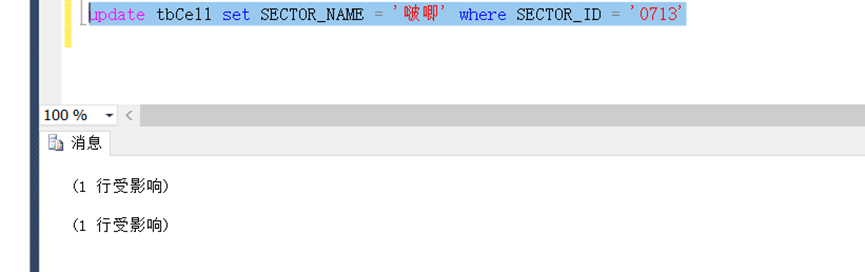 update tbCell set SECTOR_NAME = '啵唧' where SECTOR_ID = '0713'
100 %
消息
(1 行受影响)
(1 行受影响)